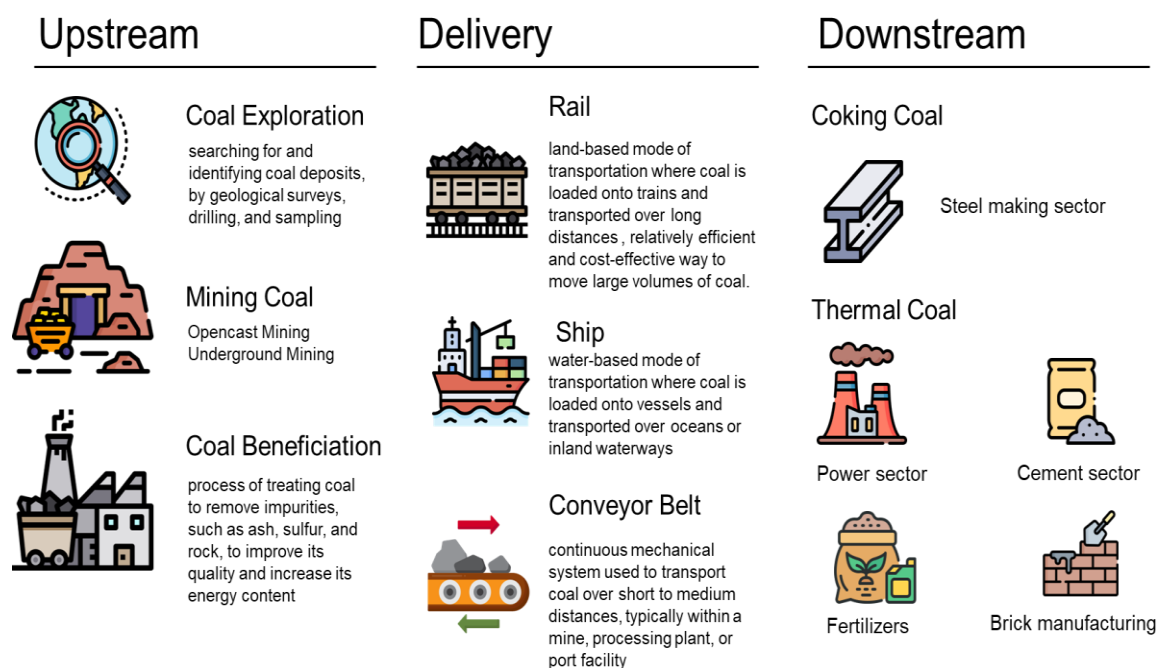 Upstream
Coal Exploration
searching for and
identifying coal deposits,
by geological surveys,
drilling, and sampling
Mining Coal
Opencast Mining
Underground Mining
Coal Beneficiation
process of treating coal
to remove impurities,
such as ash, sulfur, and
rock, to improve its
quality and increase its
energy content
Delivery
Rail
land-based mode of
transportation where coal is
loaded onto trains and
transported over long
distances , relatively efficient
and cost-effective way to
move large volumes of coal.
Ship
water-based mode of
transportation where coal is
loaded onto vessels and
transported over oceans or
inland waterways
Conveyor Belt
continuous mechanical
system used to transport
coal over short to medium
distances, typically within a
mine, processing plant, or
port facility
Downstream
Coking Coal
Steel making sector
Thermal Coal
Power sector
Cement sector
Fertilizers
Brick manufacturing